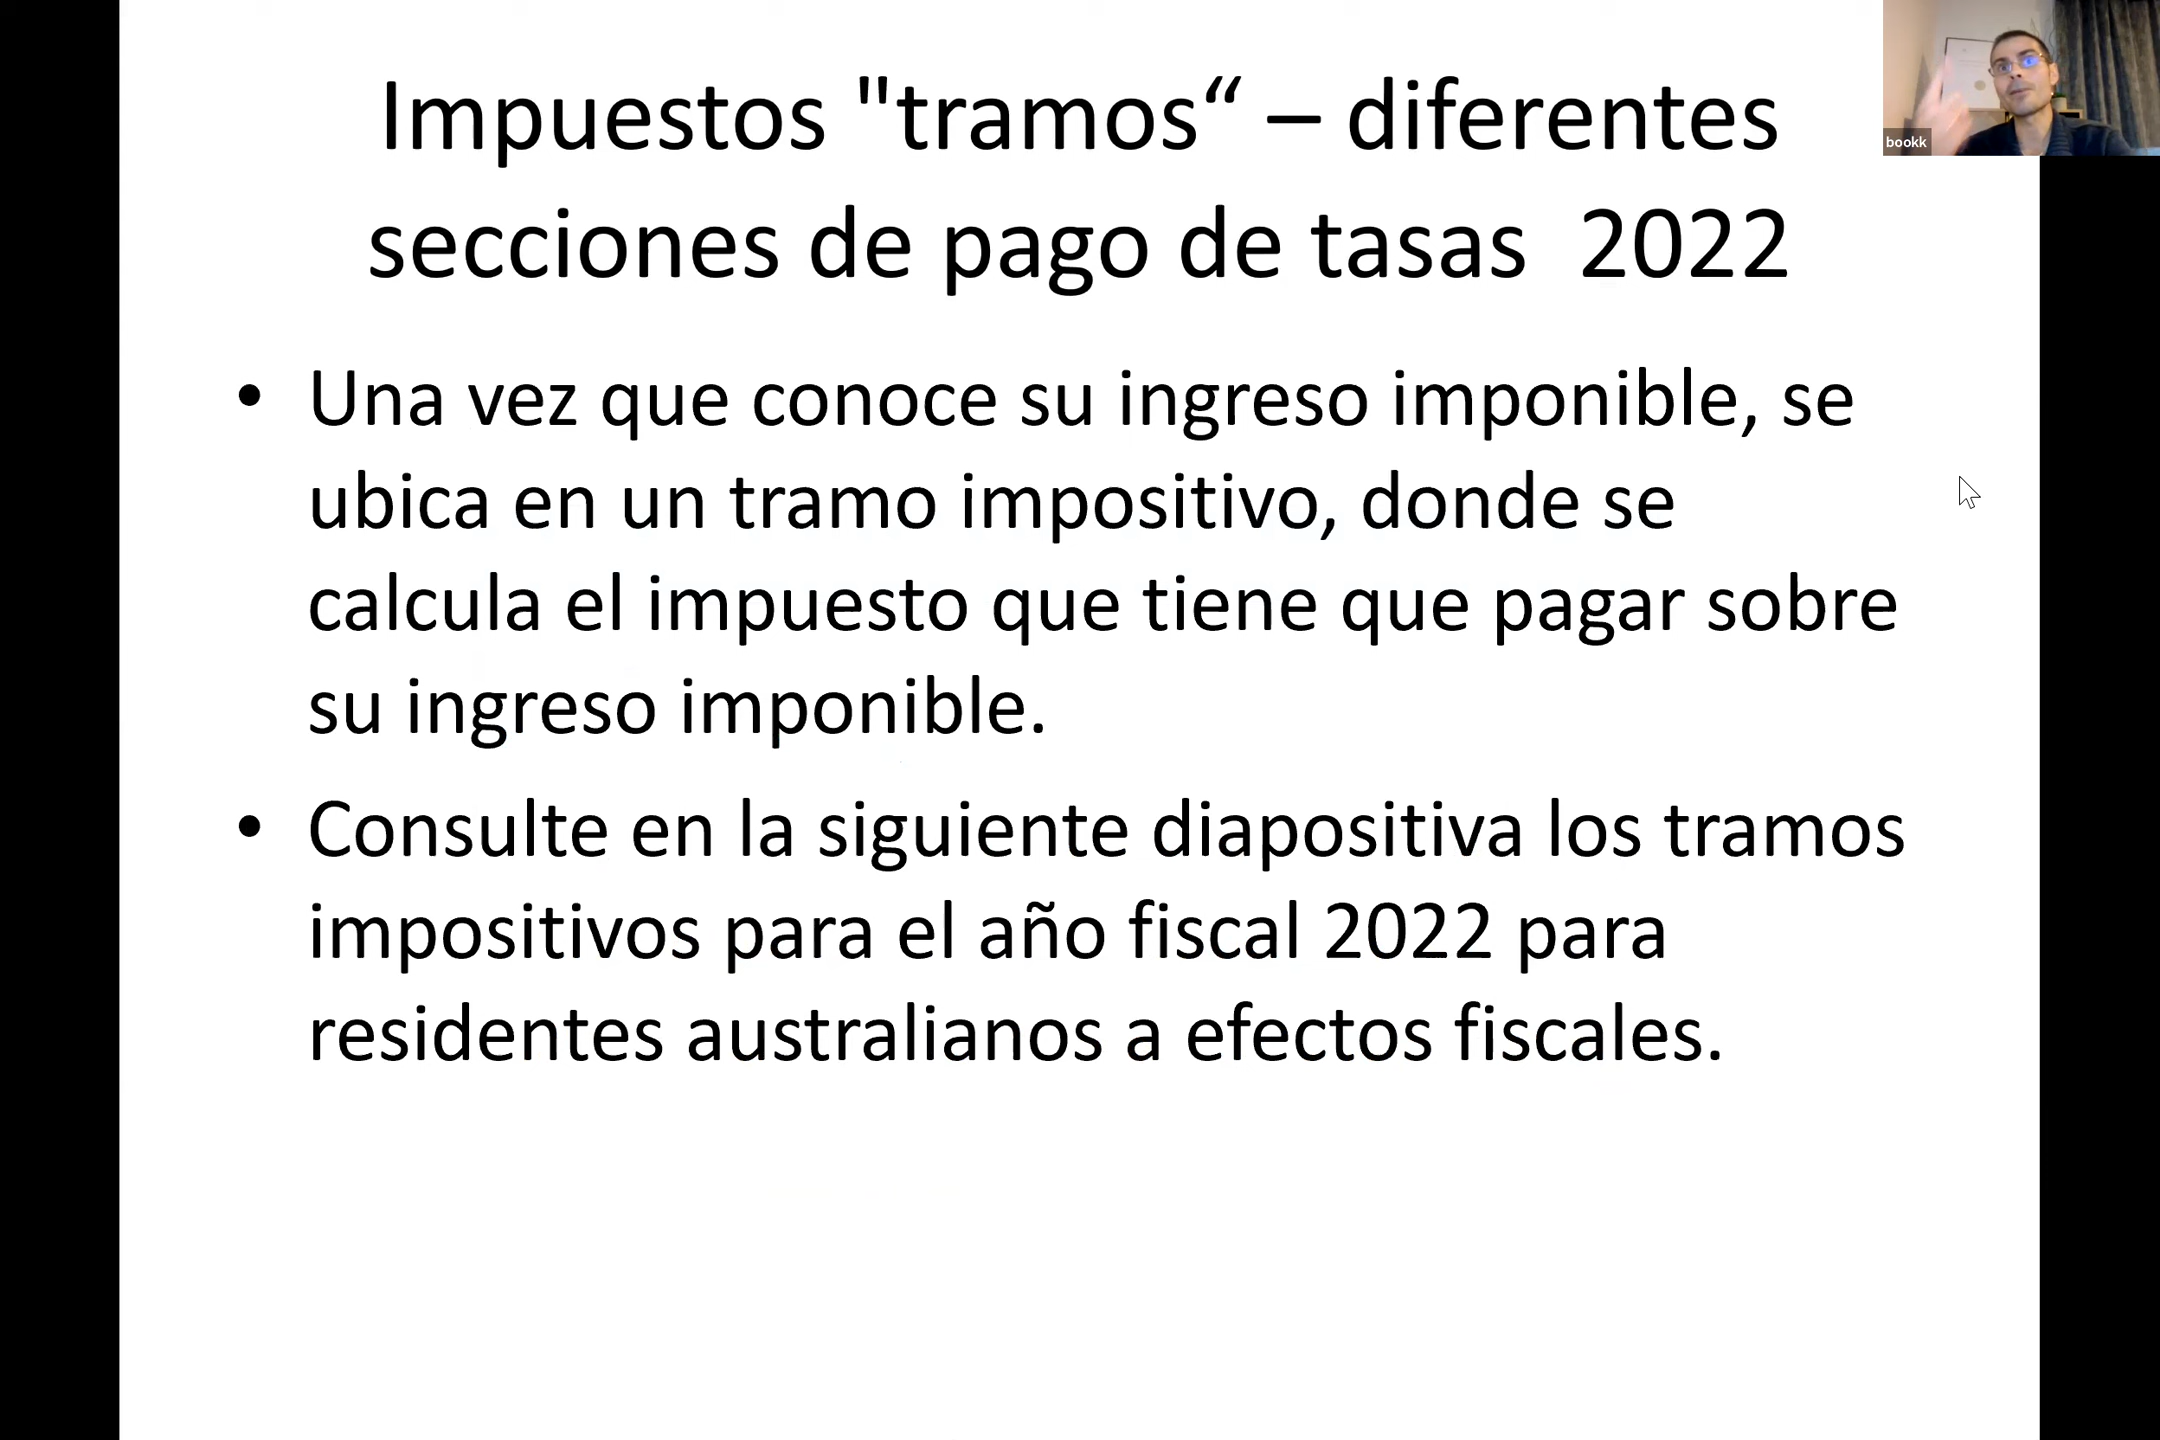 Impuestos "tramos“ – diferentes
secciones de pago de tasas  2022
bookk
• Una vez que conoce su ingreso imponible, se
ubica en un tramo impositivo, donde se
calcula el impuesto que tiene que pagar sobre
su ingreso imponible.
• Consulte en la siguiente diapositiva los tramos
impositivos para el año fiscal 2022 para
residentes australianos a efectos fiscales.